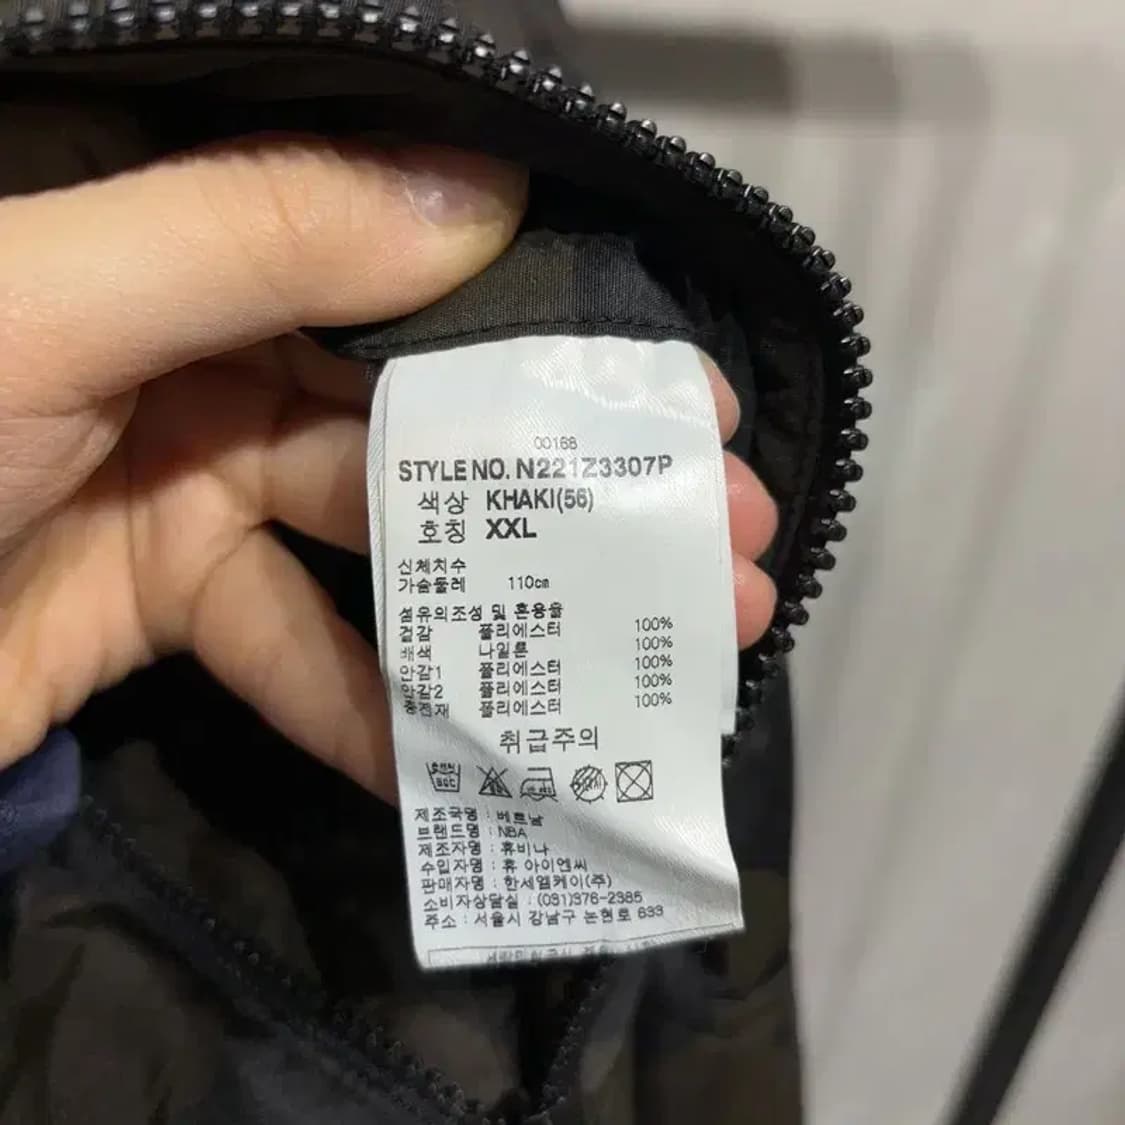 00168
STYLE NO. N221Z3307P
색상 KHAKI(56)
호칭 XXL
신체치수
가슴둘레 110cm
섬유의조성 및 혼용율
겉감 폴리에스터 100%
배색 나일론 100%
안감1 폴리에스터 100%
안감2 폴리에스터 100%
충전재 폴리에스터 100%
취급주의
제조국명 : 베트남
브랜드명 : NBA
제조자명 : 휴비나
수입자명 : 휴 아이엔씨
판매자명 : 한세엠케이(주)
소비자상담실 : (031)376-2385
주소 : 서울시 강남구 논현로 633